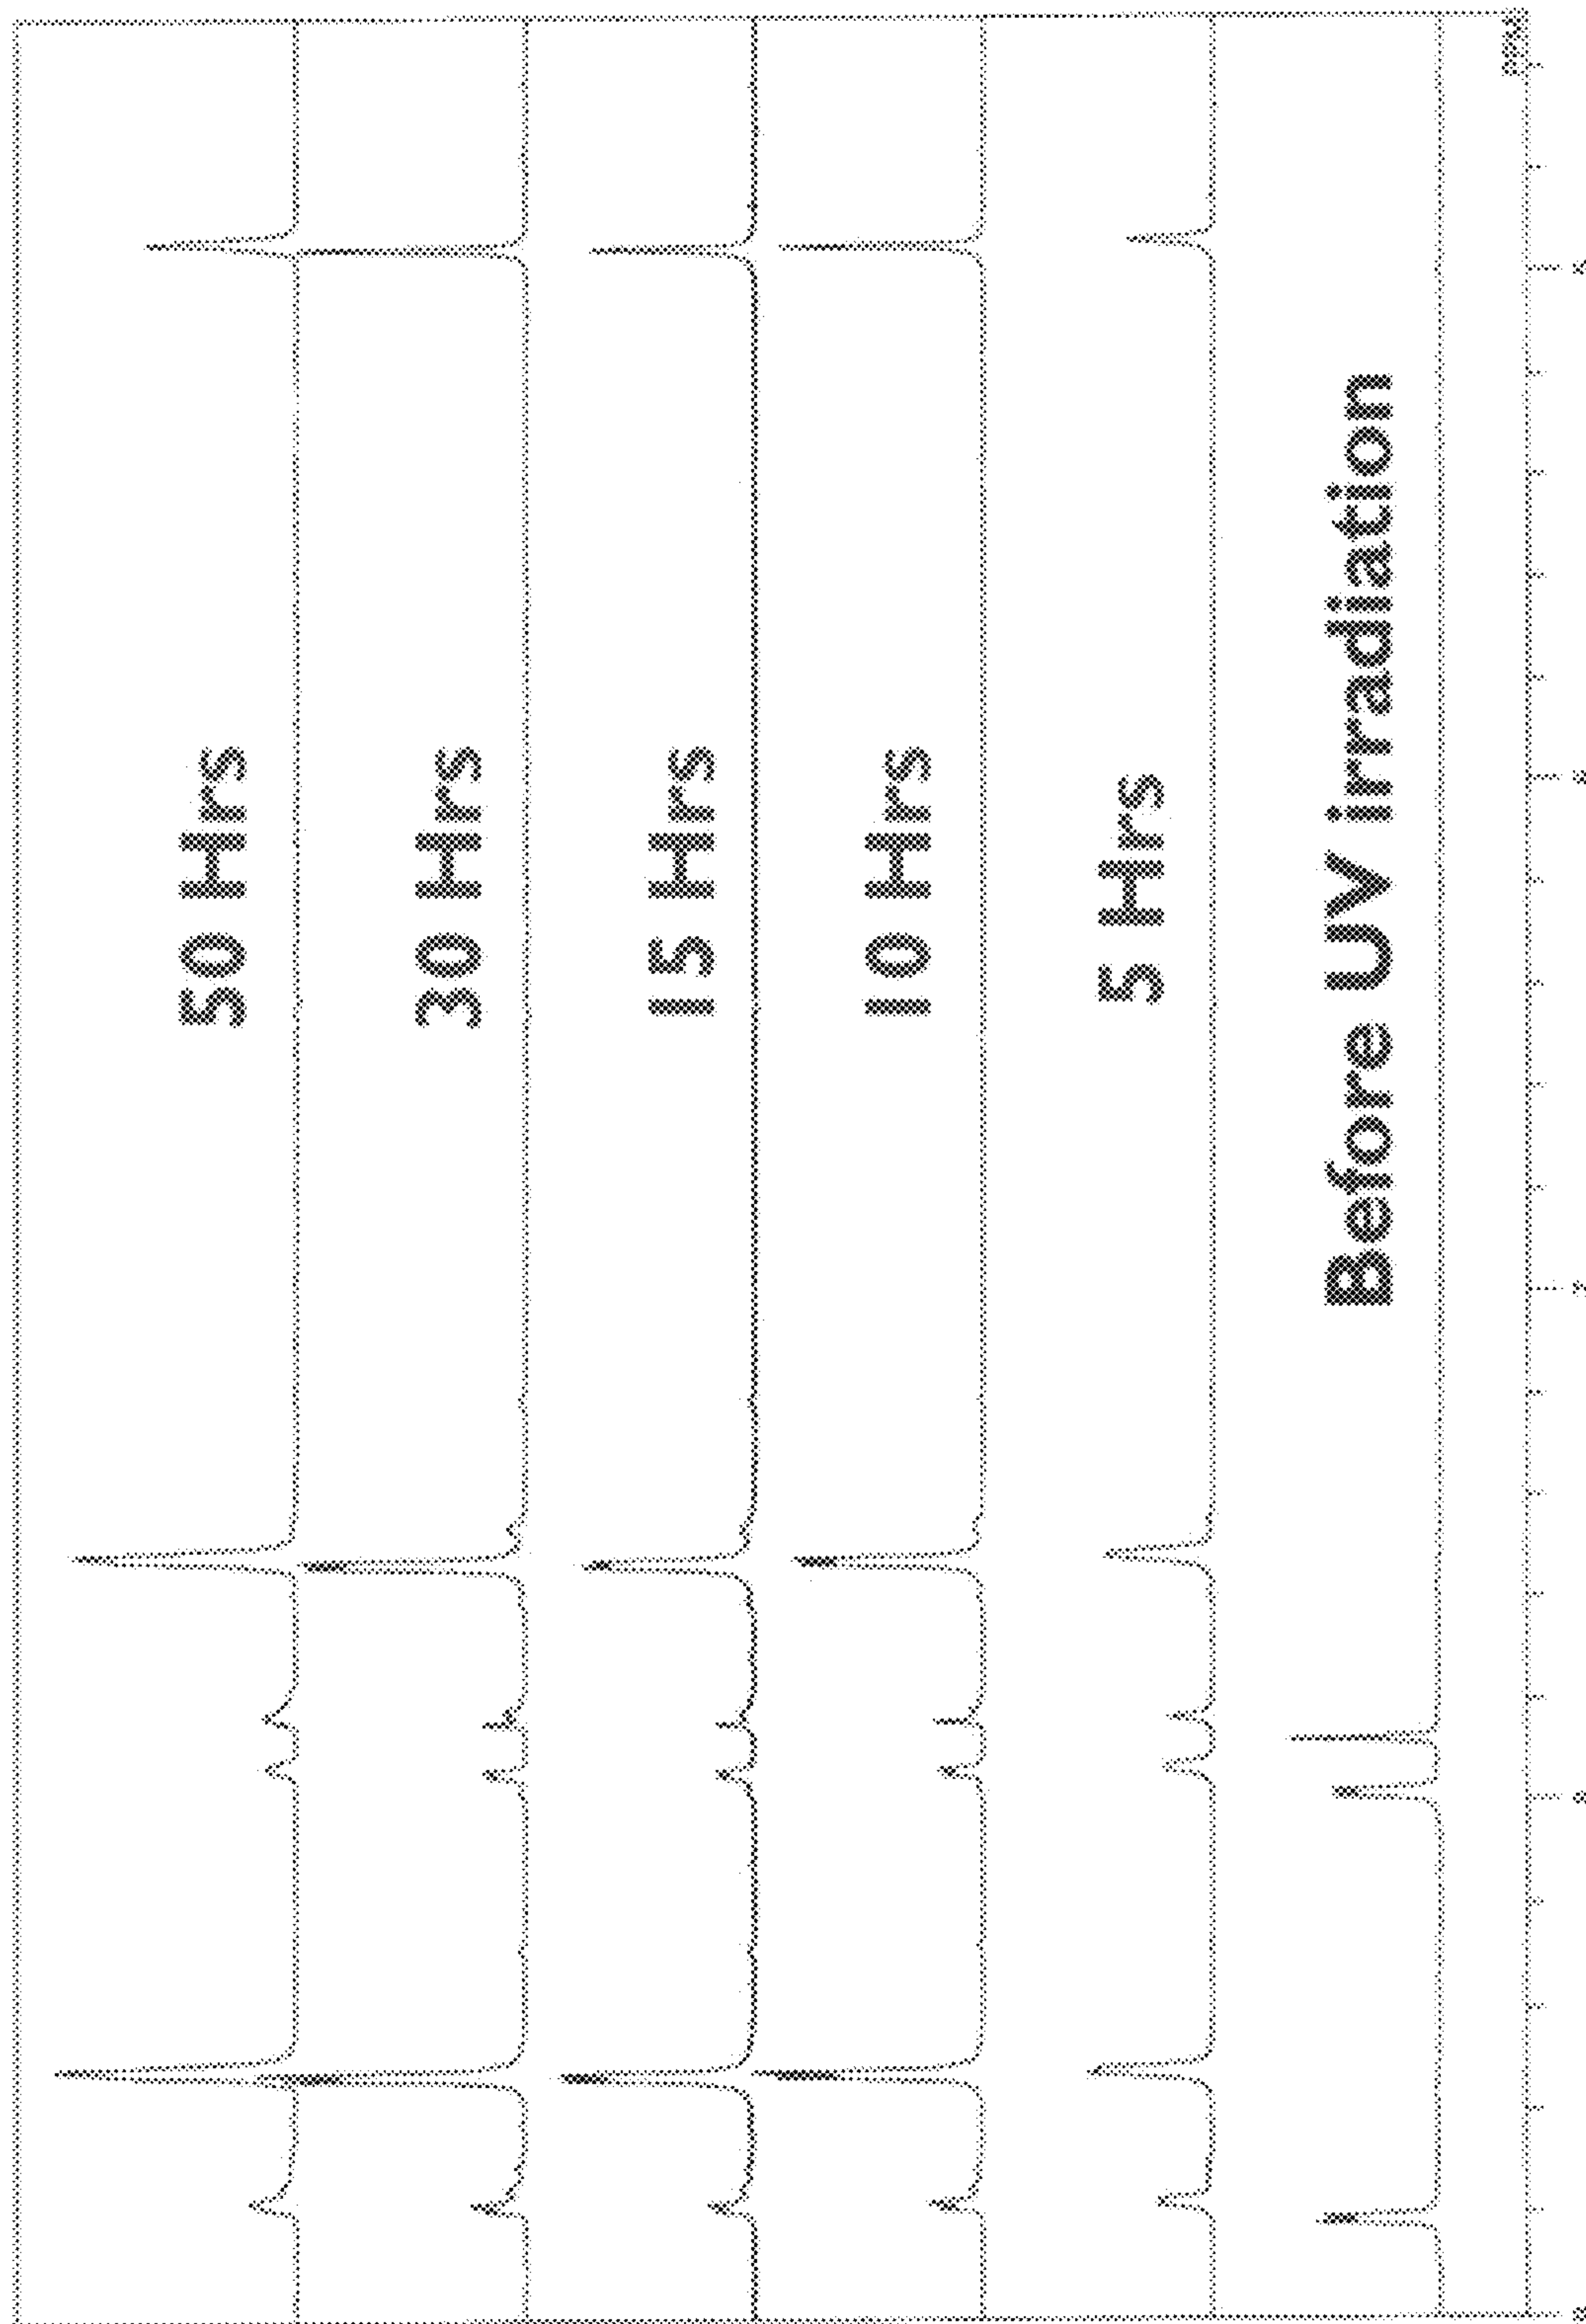 50 Hrs
30 Hrs
15 Hrs
10 Hrs
5 Hrs
Before UV irradiation